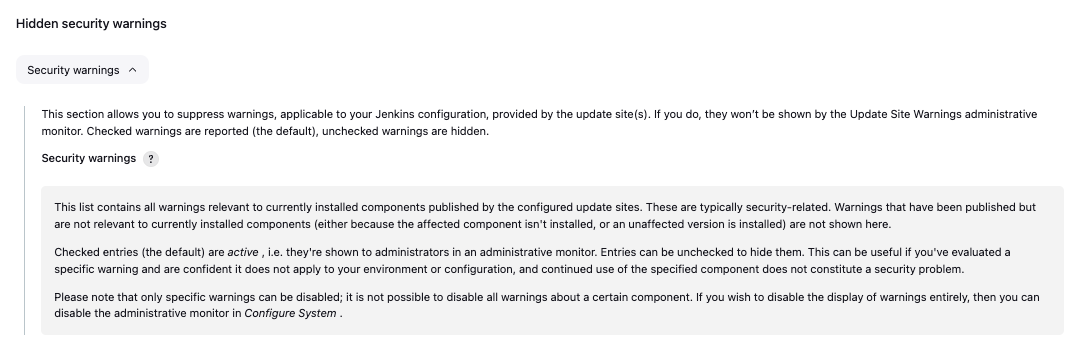 Hidden security warnings
Security warnings
This section allows you to suppress warnings, applicable to your Jenkins configuration, provided by the update site(s). If you do, they won't be shown by the Update Site Warnings administrative
monitor. Checked warnings are reported (the default), unchecked warnings are hidden.
Security warnings ?
This list contains all warnings relevant to currently installed components published by the configured update sites. These are typically security-related. Warnings that have been published but
are not relevant to currently installed components (either because the affected component isn't installed, or an unaffected version is installed) are not shown here.
Checked entries (the default) are active , i.e. they're shown to administrators in an administrative monitor. Entries can be unchecked to hide them. This can be useful if you've evaluated a
specific warning and are confident it does not apply to your environment or configuration, and continued use of the specified component does not constitute a security problem.
Please note that only specific warnings can be disabled; it is not possible to disable all warnings about a certain component. If you wish to disable the display of warnings entirely, then you can
disable the administrative monitor in Configure System .